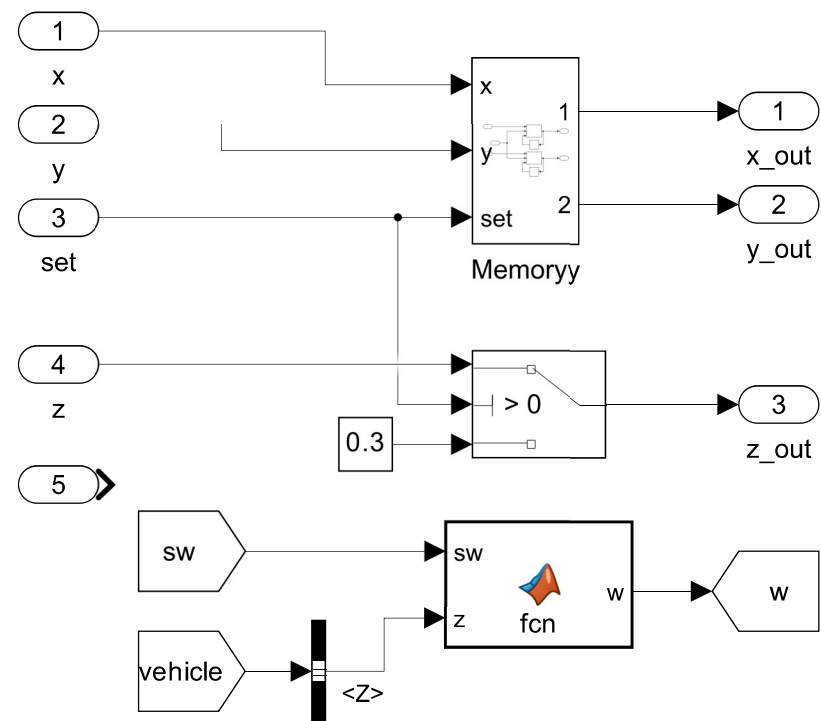 1
x
2
y
3
set
x
y
set
1
2
Memoryy
1
x_out
2
y_out
4
z
> 0
0.3
3
z_out
5
sw
vehicle
<Z>
sw
z
fcn
w
w